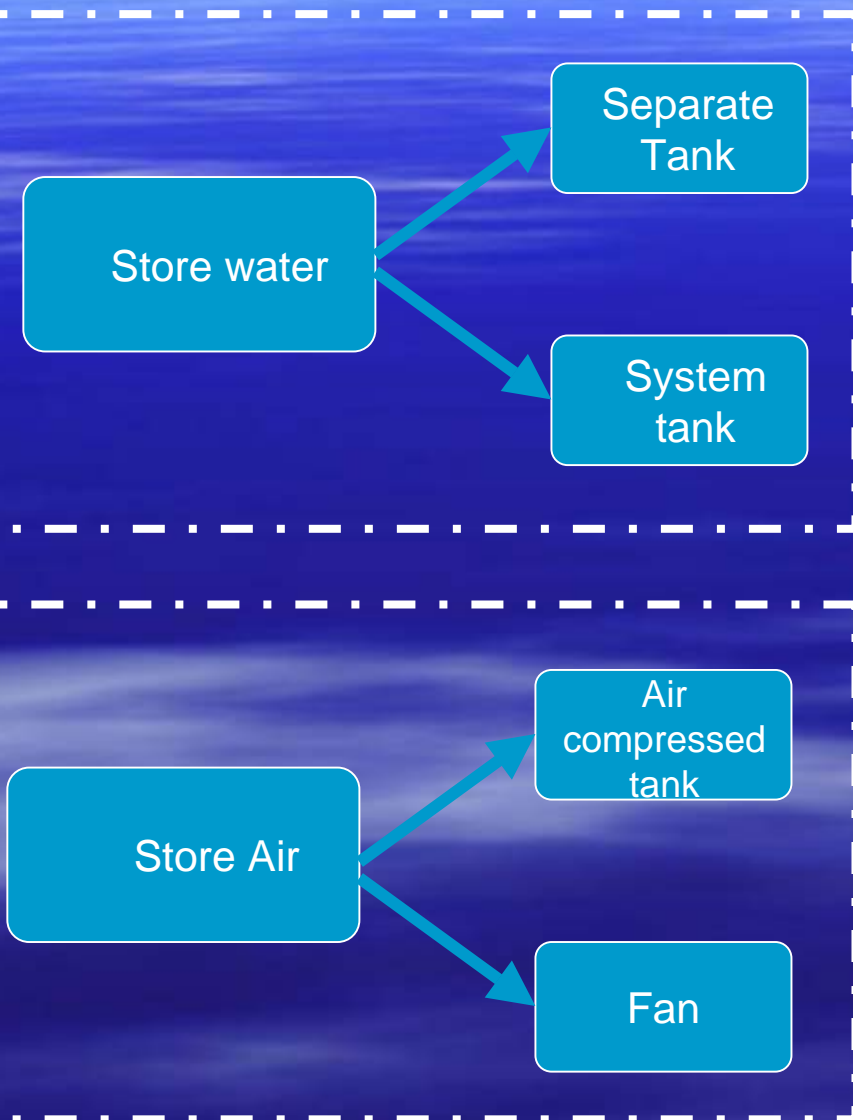 Separate
Tank
Store water
System
tank
Air
compressed
tank
Store Air
Fan